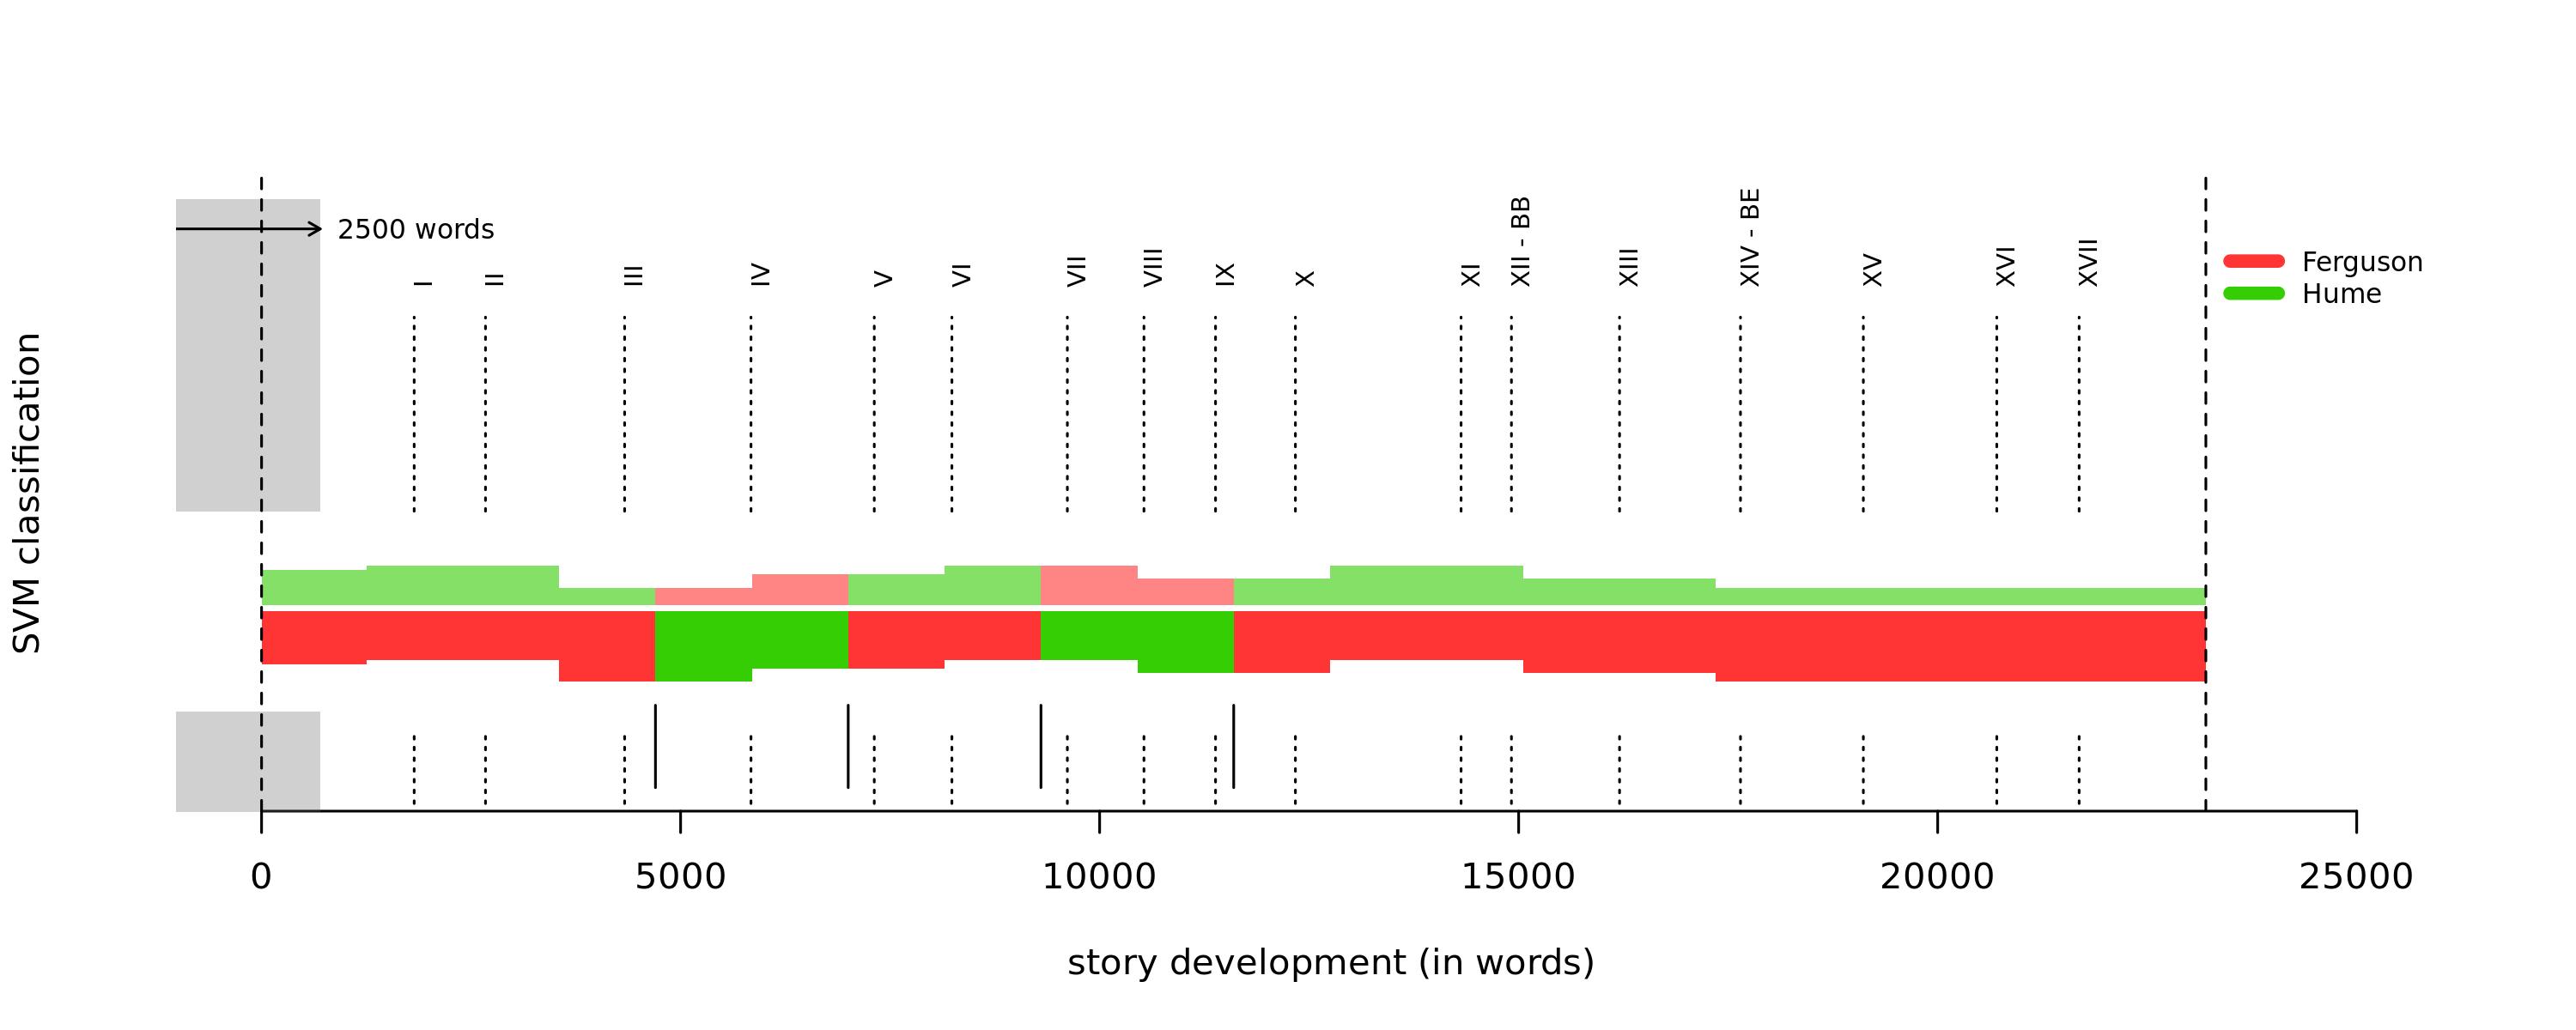 2500 words
I
II
III
IV
V
VI
VII
VIII
IX
X
XI
XII - BB
XIII
XIV - BE
XV
XVI
XVII
Ferguson
Hume
SVM classification
0
5000
10000
15000
20000
25000
story development (in words)